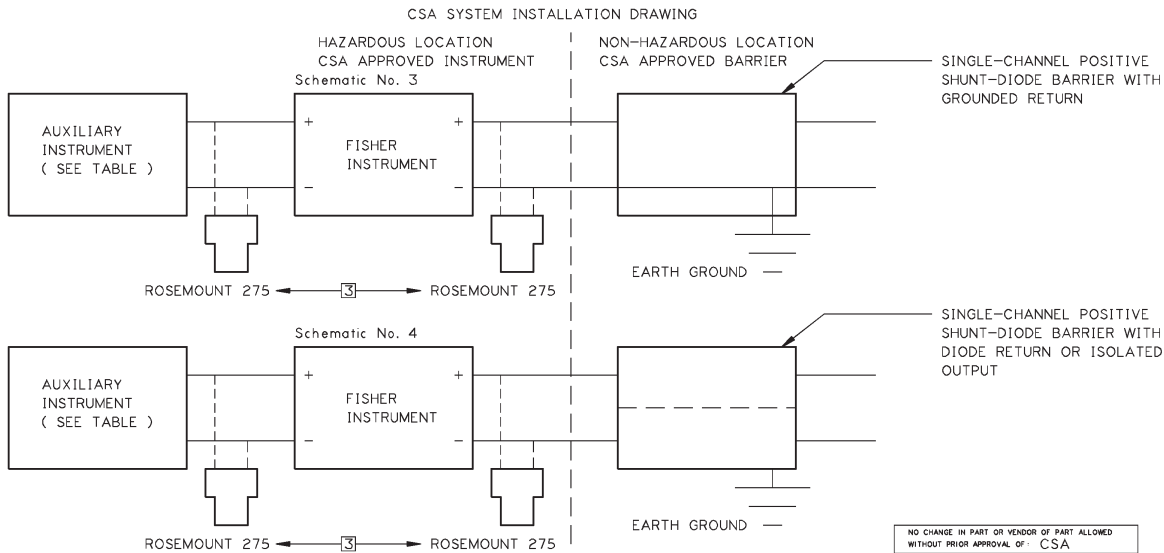 CSA SYSTEM INSTALLATION DRAWING
HAZARDOUS LOCATION
CSA APPROVED INSTRUMENT
NON-HAZARDOUS LOCATION
CSA APPROVED BARRIER
Schematic No. 3
AUXILIARY
INSTRUMENT
( SEE TABLE )
+ +
FISHER
INSTRUMENT
- -
SINGLE-CHANNEL POSITIVE
SHUNT-DIODE BARRIER WITH
GROUNDED RETURN
EARTH GROUND
ROSEMOUNT 275 3 ROSEMOUNT 275
Schematic No. 4
AUXILIARY
INSTRUMENT
( SEE TABLE )
+ +
FISHER
INSTRUMENT
- -
SINGLE-CHANNEL POSITIVE
SHUNT-DIODE BARRIER WITH
DIODE RETURN OR ISOLATED
OUTPUT
EARTH GROUND
ROSEMOUNT 275 3 ROSEMOUNT 275
NO CHANGE IN PART OR VENDOR OF PART ALLOWED
WITHOUT PRIOR APPROVAL OF: CSA